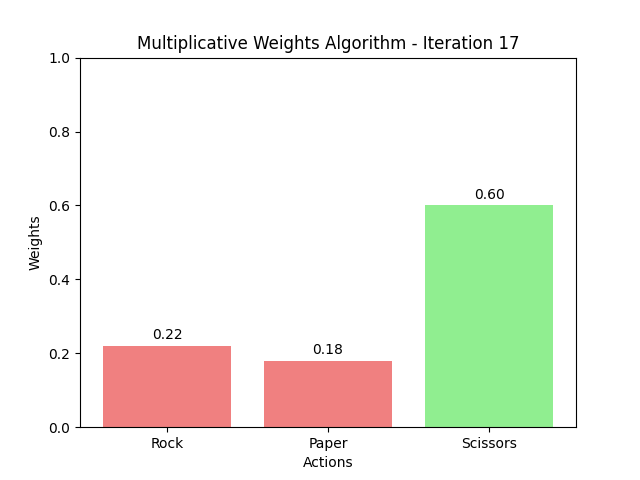 Multiplicative Weights Algorithm - Iteration 17
1.0
0.8
0.6
0.4
0.2
0.0
Weights
0.22
0.18
0.60
Rock
Paper
Scissors
Actions